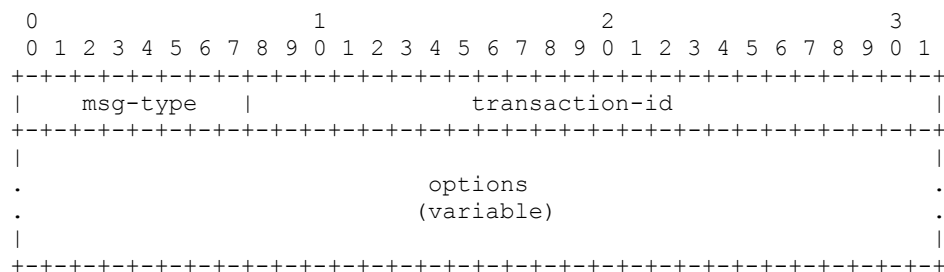 0                   1                   2                   3
 0 1 2 3 4 5 6 7 8 9 0 1 2 3 4 5 6 7 8 9 0 1 2 3 4 5 6 7 8 9 0 1
+-+-+-+-+-+-+-+-+-+-+-+-+-+-+-+-+-+-+-+-+-+-+-+-+-+-+-+-+-+-+-+-+
|    msg-type   |               transaction-id                  |
+-+-+-+-+-+-+-+-+-+-+-+-+-+-+-+-+-+-+-+-+-+-+-+-+-+-+-+-+-+-+-+-+
|                                                               |
.                            options                            .
.                           (variable)                          .
|                                                               |
+-+-+-+-+-+-+-+-+-+-+-+-+-+-+-+-+-+-+-+-+-+-+-+-+-+-+-+-+-+-+-+-+